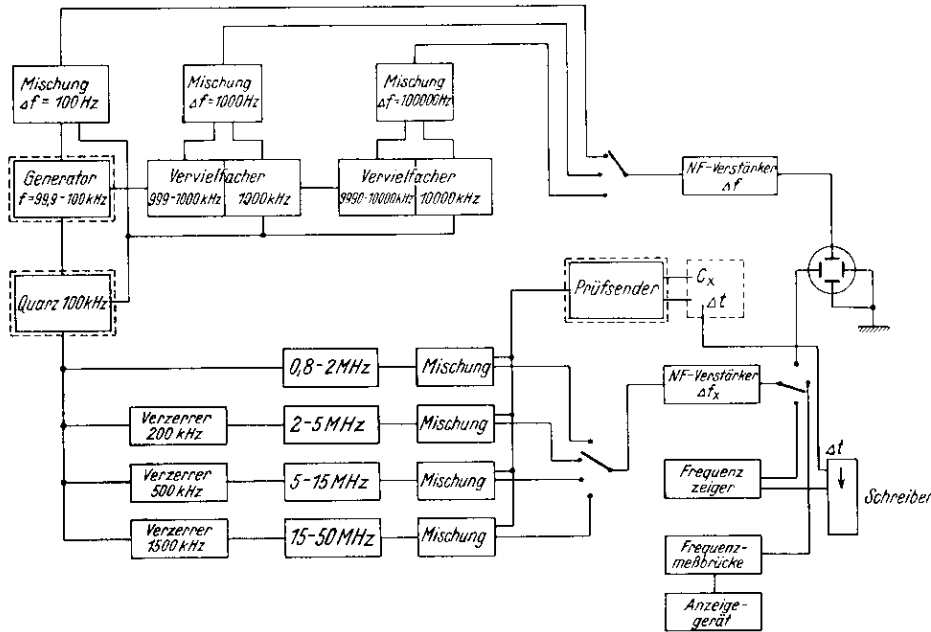 Mischung
Δf = 100 Hz
Mischung
Δf = 1000 Hz
Mischung
Δf = 10000 Hz
Generator
f = 99,9 - 100 kHz
Vervielfacher
999 - 1000 kHz
1000 kHz
Vervielfacher
9990 - 10000 kHz
10000 kHz
NF-Verstärker
Δf
Quarz 100 kHz
Prüfsender
Cx
Δt
0,8 - 2 MHz
Mischung
NF-Verstärker
Δfx
Verzerrer
200 kHz
2 - 5 MHz
Mischung
Verzerrer
500 kHz
5 - 15 MHz
Mischung
Frequenz
zeiger
Δt
Schreiber
Verzerrer
1500 kHz
15 - 50 MHz
Mischung
Frequenz-
meßbrücke
Anzeige-
gerät